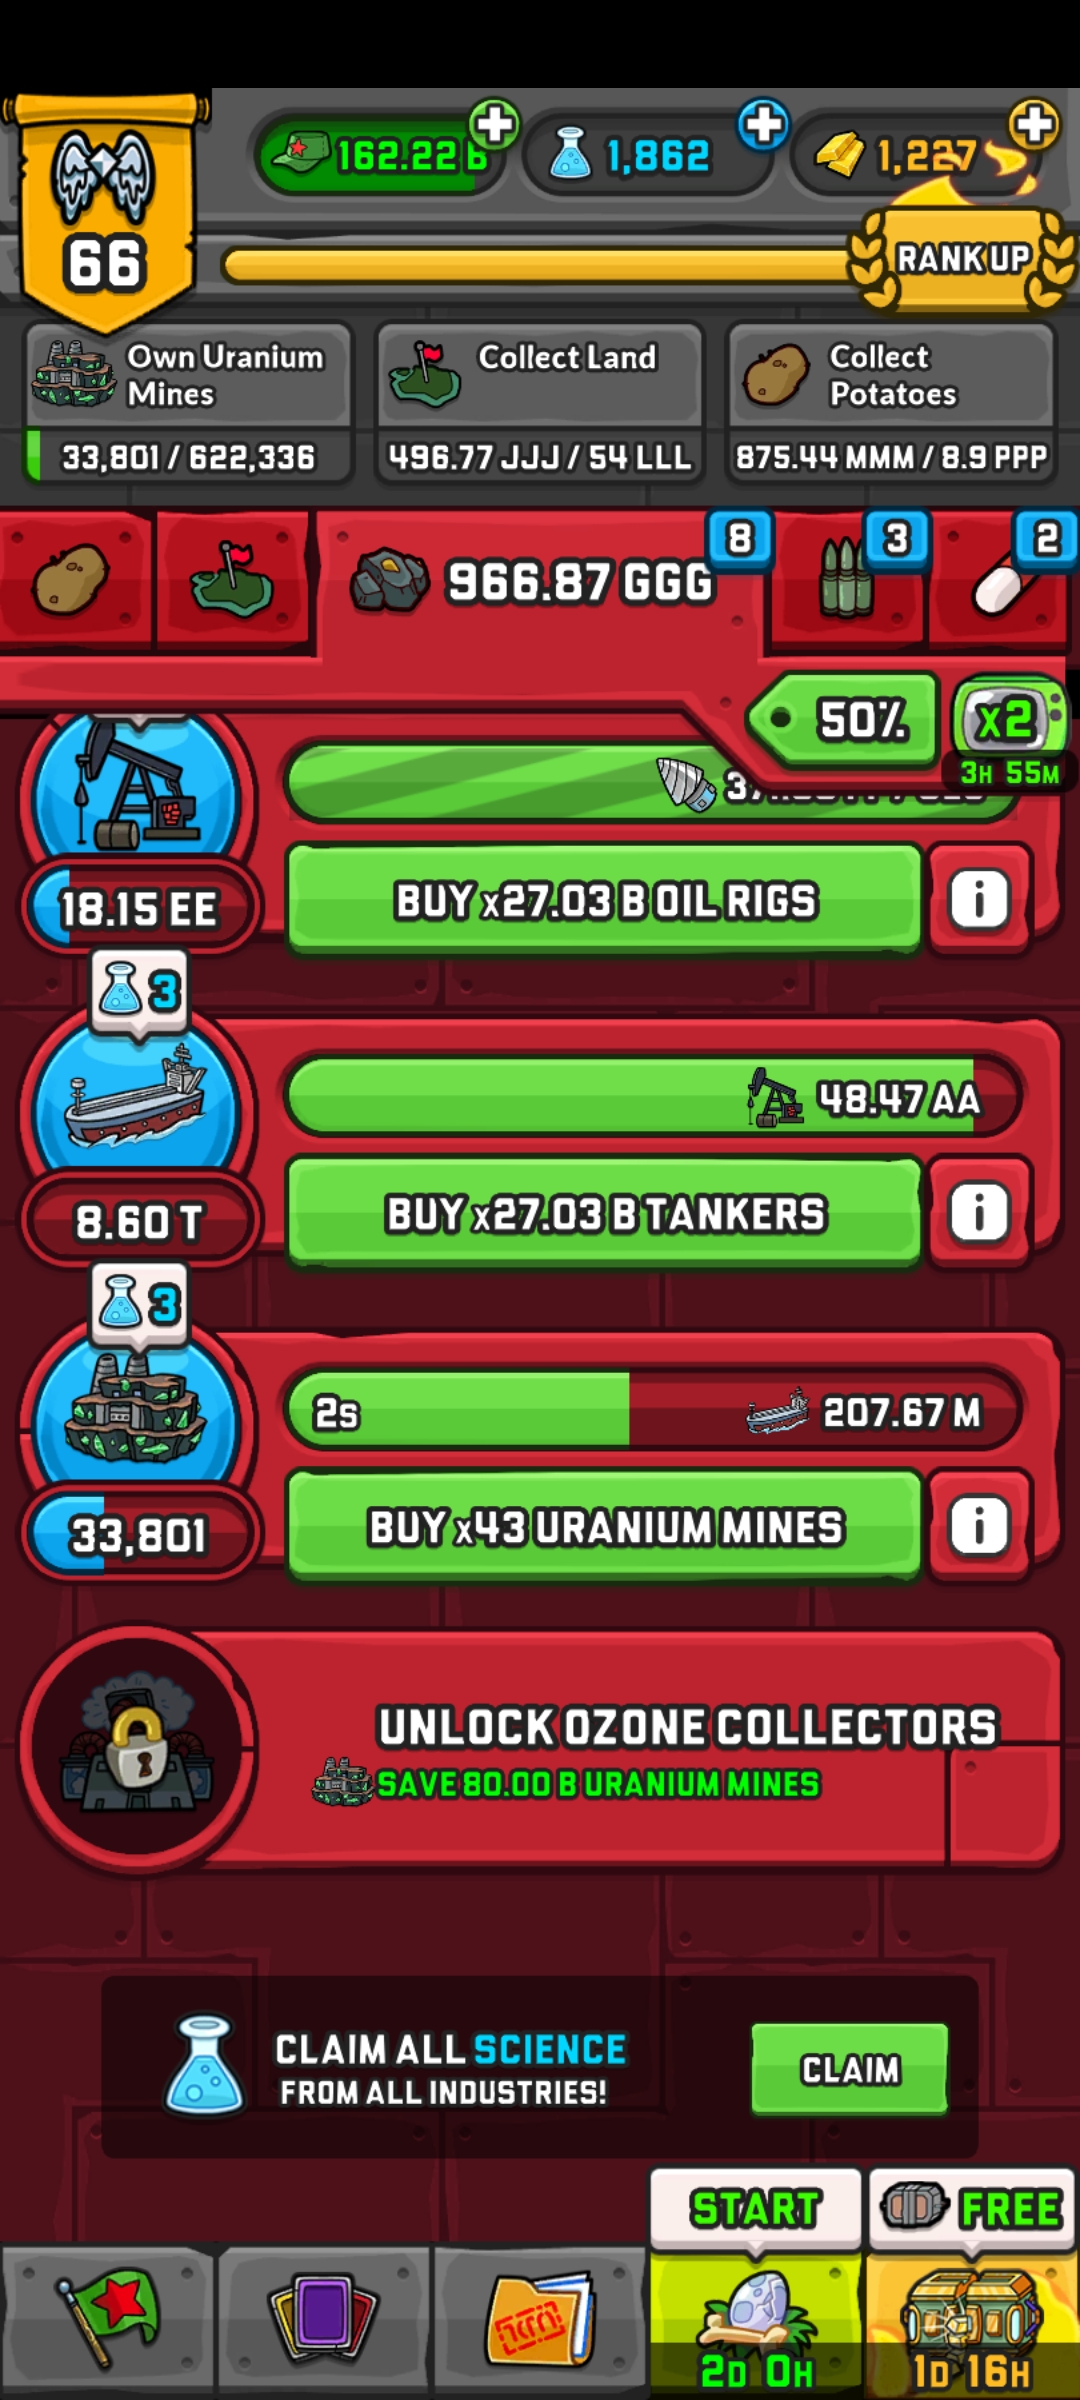 162.22 B
1,862
1,227
66
RANK UP
Own Uranium
Mines
33,801 / 622,336
Collect Land
496.77 JJJ / 54 LLL
Collect
Potatoes
875.44 MMM / 8.9 PPP
966.87 GGG
8
3
2
50%
x2
3H 55M
18.15 EE
BUY x27.03 B OIL RIGS
i
3
48.47 AA
8.60 T
BUY x27.03 B TANKERS
i
3
2s
207.67 M
33,801
BUY x43 URANIUM MINES
i
UNLOCK OZONE COLLECTORS
SAVE 80.00 B URANIUM MINES
CLAIM ALL SCIENCE
FROM ALL INDUSTRIES!
CLAIM
START
FREE
2D 0H
1D 16H